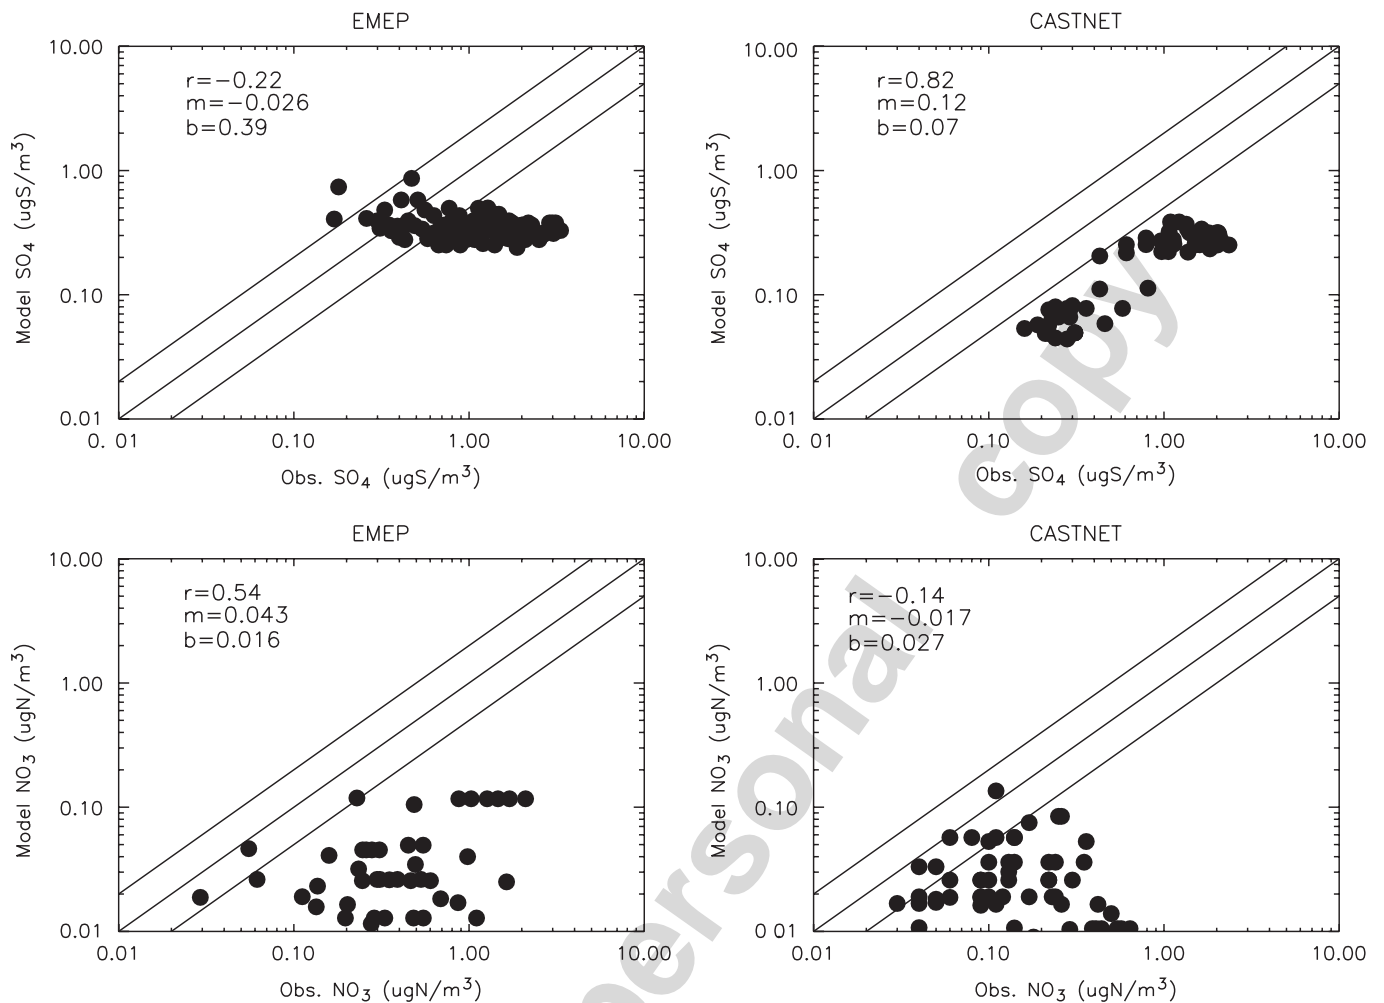 EMEP
10.00
1.00
0.10
0.01
r=−0.22
m=−0.026
b=0.39
Model SO4 (ugS/m3)
0.01 0.10 1.00 10.00
Obs. SO4 (ugS/m3)
CASTNET
10.00
1.00
0.10
0.01
r=0.82
m=0.12
b=0.07
Model SO4 (ugS/m3)
0.01 0.10 1.00 10.00
Obs. SO4 (ugS/m3)
EMEP
10.00
1.00
0.10
0.01
r=0.54
m=0.043
b=0.016
Model NO3 (ugN/m3)
0.01 0.10 1.00 10.00
Obs. NO3 (ugN/m3)
CASTNET
10.00
1.00
0.10
0 01
r=−0.14
m=−0.017
b=0.027
Model NO3 (ugN/m3)
0.01 0.10 1.00 10.00
Obs. NO3 (ugN/m3)
personal
copy